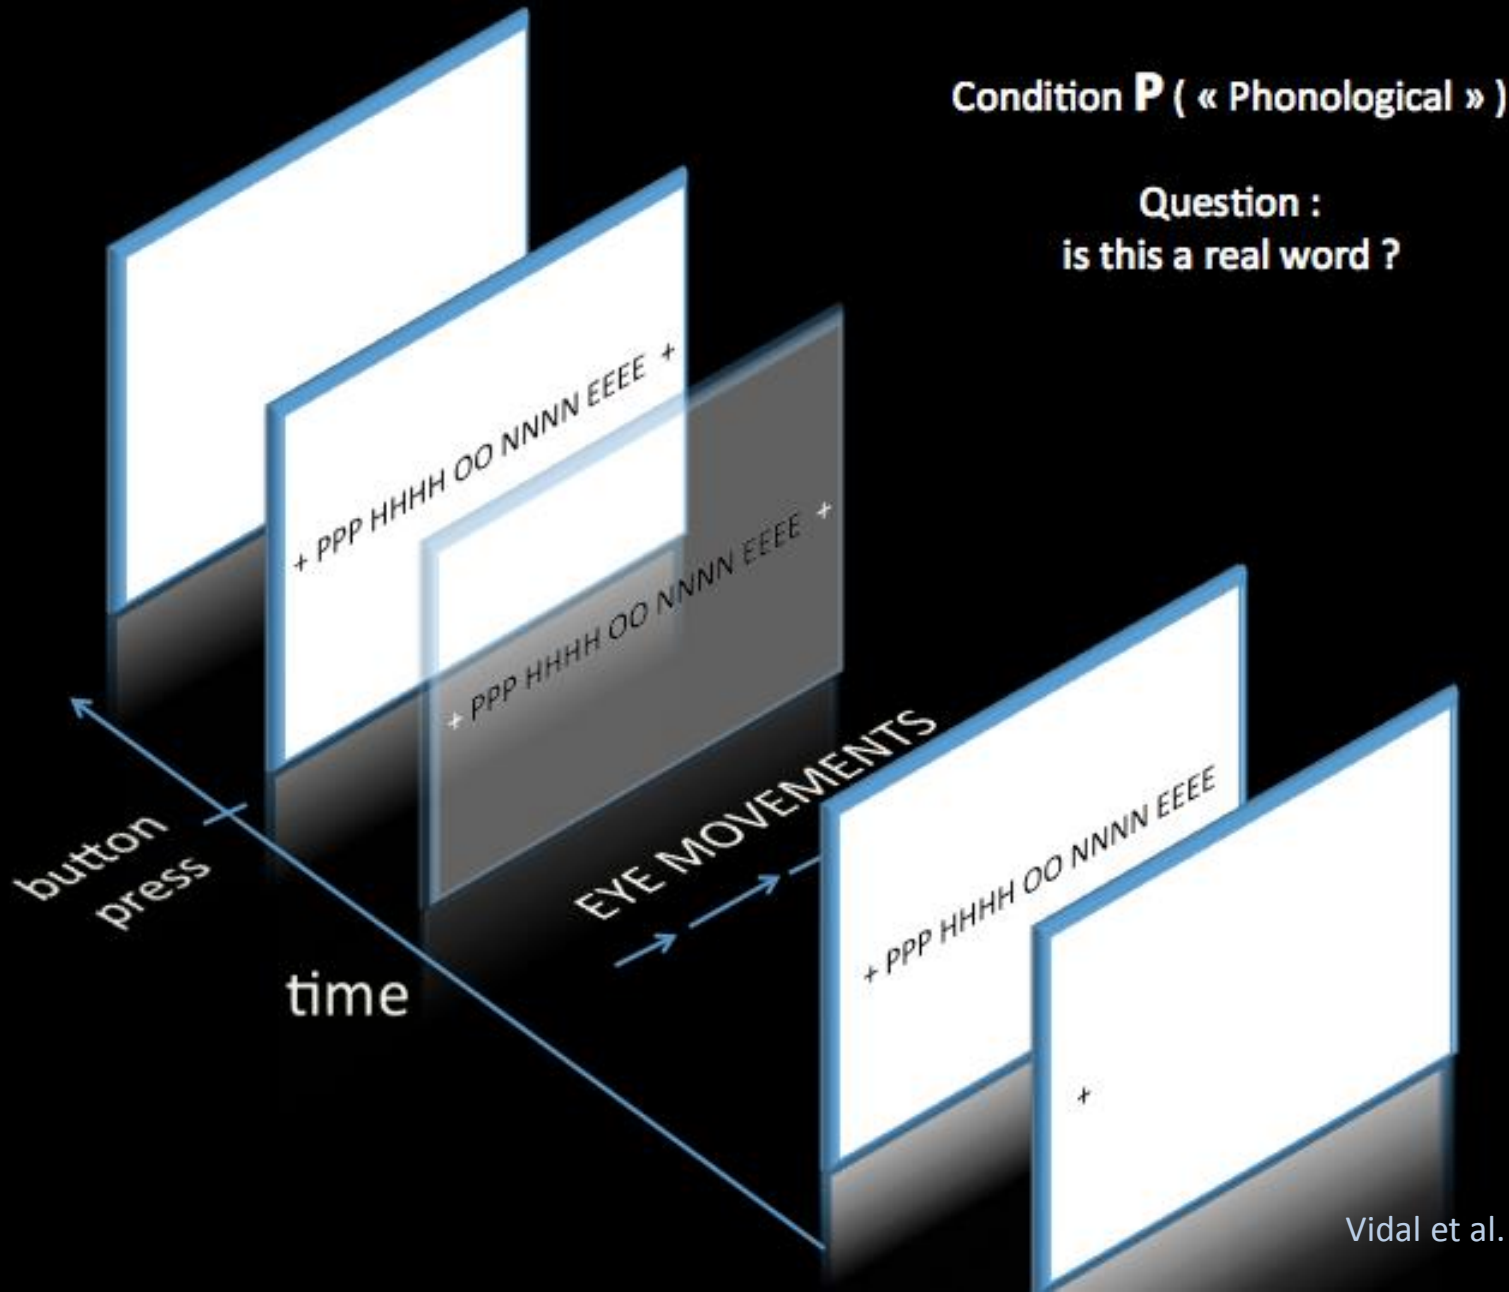 Condition P ( « Phonological » )
Question :
is this a real word ?
+ PPP HHHH OO NNNN EEEE +
+ PPP HHHH OO NNNN EEEE +
EYE MOVEMENTS
+ PPP HHHH OO NNNN EEEE
+
button
press
time
Vidal et al.